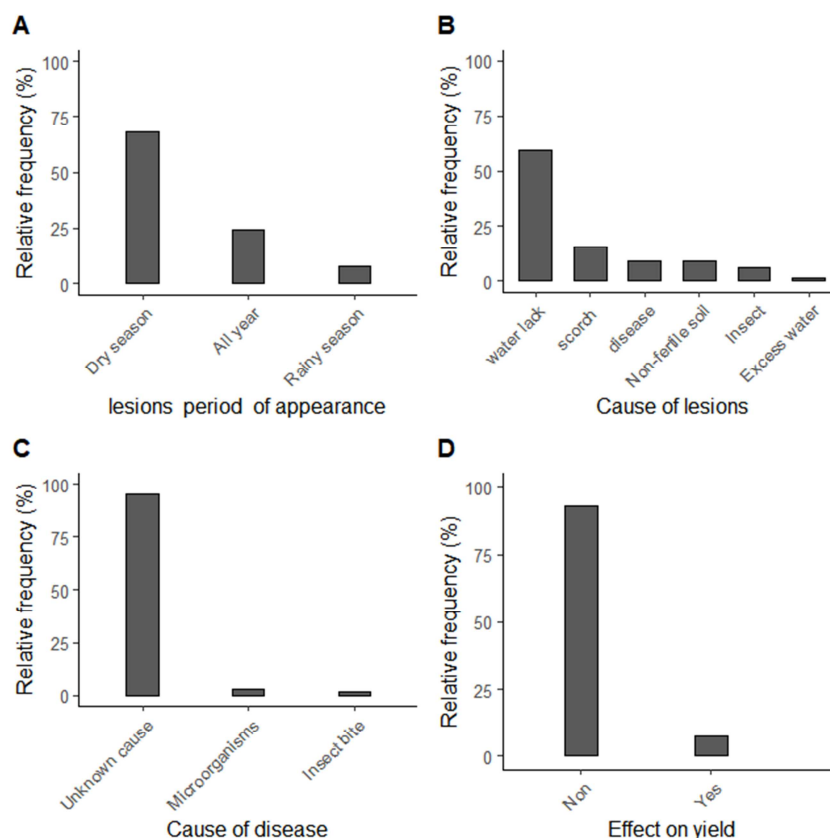 A
Relative frequency (%)
100
75
50
25
0
Dry season
All year
Rainy season
lesions period of appearance
B
Relative frequency (%)
100
75
50
25
0
water lack
scorch
disease
Non-fertile soil
Insect
Excess water
Cause of lesions
C
Relative frequency (%)
100
75
50
25
0
Unknown cause
Microorganisms
Insect bite
Cause of disease
D
Relative frequency (%)
100
75
50
25
0
Non
Yes
Effect on yield